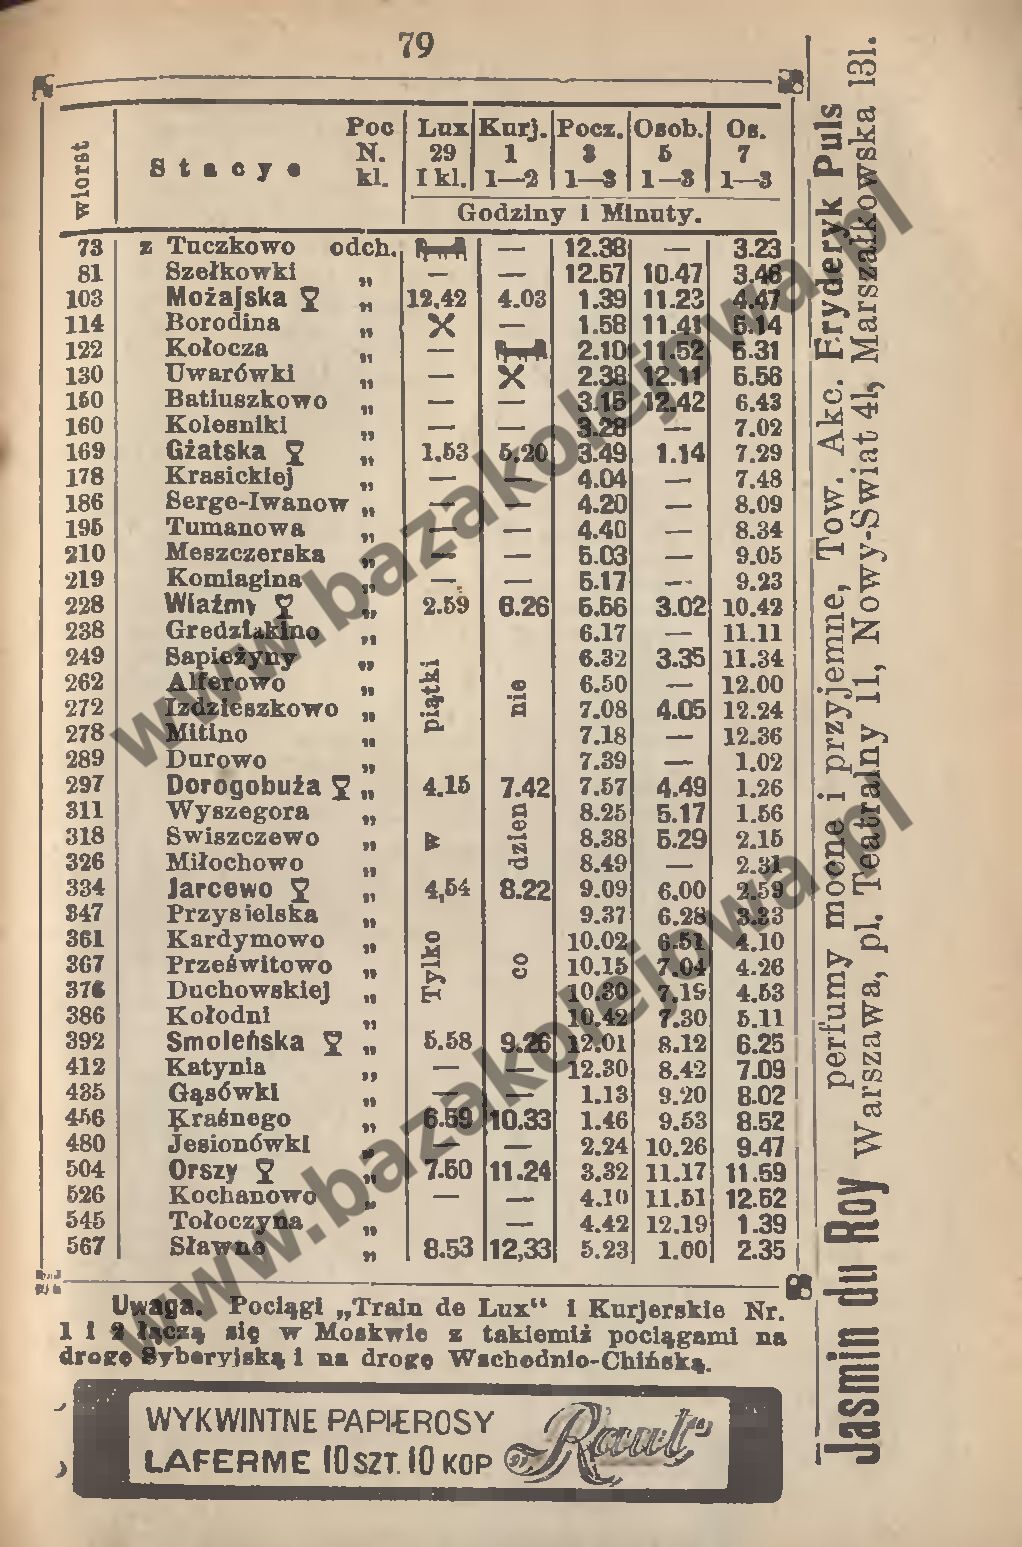 79
wiorst
Stacye
Poc
N.
kl.
Lux
29
I kl.
Kurj.
1
1—2
Pocz.
3
1—3
Osob.
5
1—3
Os.
7
1—3
Godziny i Minuty.
73 z Tuczkowo odch. — 12.38 — 3.23
81 Szełkowki „ — — 12.57 10.47 3.48
103 Możajska „ 12.42 4.03 1.39 11.23 4.47
114 Borodina „ — 1.58 11.41 5.14
122 Kołocza „ — 2.10 11.52 5.31
130 Uwarówki „ — 2.38 12.11 5.56
150 Batiuszkowo „ — — 3.15 12.42 6.43
160 Kolesniki „ — — 3.28 — 7.02
169 Gżatska „ 1.53 5.20 3.49 1.14 7.29
178 Krasickiej „ — — 4.04 — 7.48
186 Serge-Iwanow „ — — 4.20 — 8.09
195 Tumanowa „ — — 4.40 — 8.34
210 Meszczerska „ — — 5.03 — 9.05
219 Komiagina „ — — 5.17 — 9.23
228 Wiaźmy „ 2.59 6.26 5.56 3.02 10.42
238 Gredziakino „ 6.17 — 11.11
249 Sapieżyny „ 6.32 3.35 11.34
262 Alferowo „ 6.50 — 12.00
272 Izdzieszkowo „ 7.08 4.05 12.24
278 Mitino „ 7.18 — 12.36
289 Durowo „ 7.39 — 1.02
297 Dorogobuża „ 4.15 7.42 7.57 4.49 1.26
311 Wyszegora „ 8.25 5.17 1.56
318 Swiszczewo „ 8.38 5.29 2.15
326 Miłochowo „ 8.49 — 2.31
334 Jarcewo „ 4,54 8.22 9.09 6.00 2.59
347 Przysielska „ 9.37 6.28 3.33
361 Kardymowo „ 10.02 6.51 4.10
367 Prześwitowo „ 10.15 7.04 4.26
376 Duchowskiej „ 10.30 7.19 4.53
386 Kołodni „ 10.42 7.30 5.11
392 Smoleńska „ 5.58 9.26 12.01 8.12 6.25
412 Katynia „ — — 12.30 8.42 7.09
435 Gąsówki „ — — 1.13 9.20 8.02
456 Kraśnego „ 6.59 10.33 1.46 9.53 8.52
480 Jesionówki „ — — 2.24 10.26 9.47
504 Orszy „ 7.50 11.24 3.32 11.17 11.59
526 Kochanowo „ — — 4.10 11.51 12.52
545 Tołoczyna „ — 4.42 12.19 1.39
567 Sławne „ 8.53 12,33 5.23 1.00 2.35
Tylko w piątki
co dzien nie
Uwaga. Pociągi „Train de Lux“ i Kurjerskie Nr.
1 i 2 łączą się w Moskwie z takiemiż pociągami na
drogę Syberyjską i na drogę Wschodnio-Chińską.
WYKWINTNE PAPIEROSY
LAFERME 10 SZT. 10 KOP
Jasmin du Roy perfumy mocne i przyjemne, Tow. Akc. Fryderyk Puls
Warszawa, pl. Teatralny 11, Nowy-Świat 41, Marszałkowska 131.
www.bazakolejowa.pl
www.bazakolejowa.pl